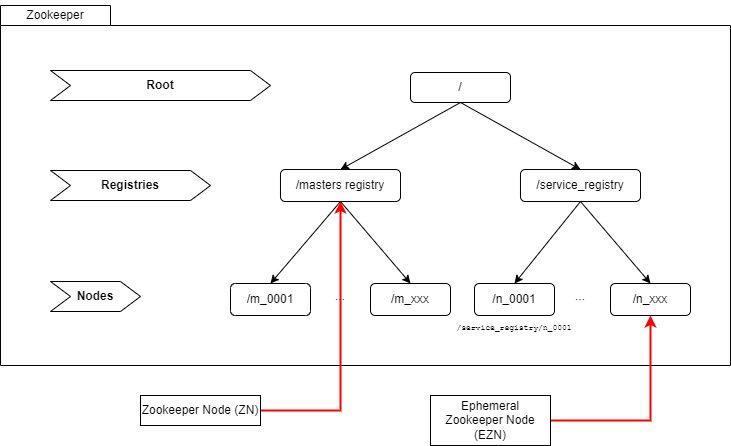 Zookeeper
Root
/
Registries
/masters registry
/service_registry
Nodes
/m_0001
...
/m_xxx
/n_0001
...
/n_xxx
/service_registry/n_0001
Zookeeper Node (ZN)
Ephemeral
Zookeeper Node
(EZN)